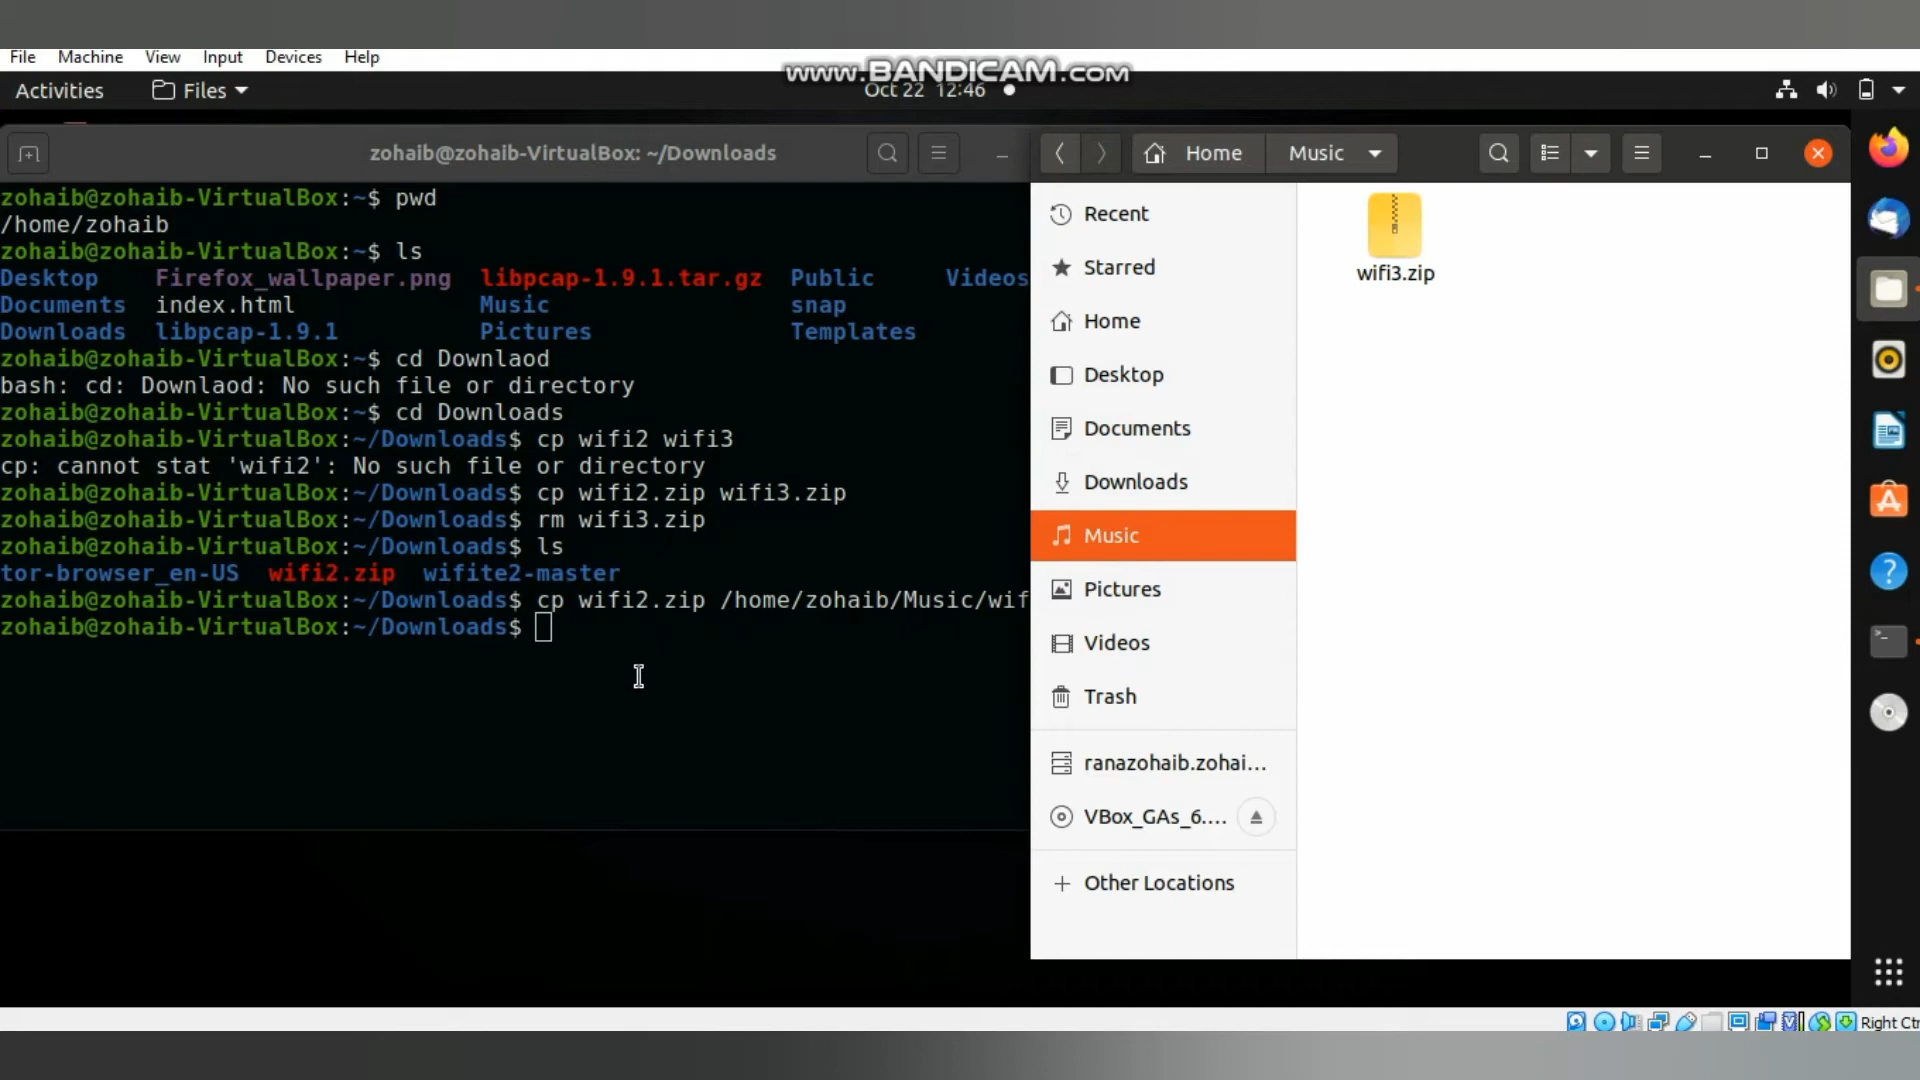 File Machine View Input Devices Help
www.BANDICAM.com
Activities Files Oct 22 12:46
zohaib@zohaib-VirtualBox: ~/Downloads
Home Music
zohaib@zohaib-VirtualBox:~$ pwd
/home/zohaib
zohaib@zohaib-VirtualBox:~$ ls
Desktop Firefox_wallpaper.png libpcap-1.9.1.tar.gz Public Videos
Documents index.html Music snap
Downloads libpcap-1.9.1 Pictures Templates
zohaib@zohaib-VirtualBox:~$ cd Downlaod
bash: cd: Downlaod: No such file or directory
zohaib@zohaib-VirtualBox:~$ cd Downloads
zohaib@zohaib-VirtualBox:~/Downloads$ cp wifi2 wifi3
cp: cannot stat 'wifi2': No such file or directory
zohaib@zohaib-VirtualBox:~/Downloads$ cp wifi2.zip wifi3.zip
zohaib@zohaib-VirtualBox:~/Downloads$ rm wifi3.zip
zohaib@zohaib-VirtualBox:~/Downloads$ ls
tor-browser_en-US wifi2.zip wifite2-master
zohaib@zohaib-VirtualBox:~/Downloads$ cp wifi2.zip /home/zohaib/Music/wif
zohaib@zohaib-VirtualBox:~/Downloads$
Recent
Starred
Home
Desktop
Documents
Downloads
Music
Pictures
Videos
Trash
ranazohaib.zohai...
VBox_GAs_6....
Other Locations
wifi3.zip
Right Ctr